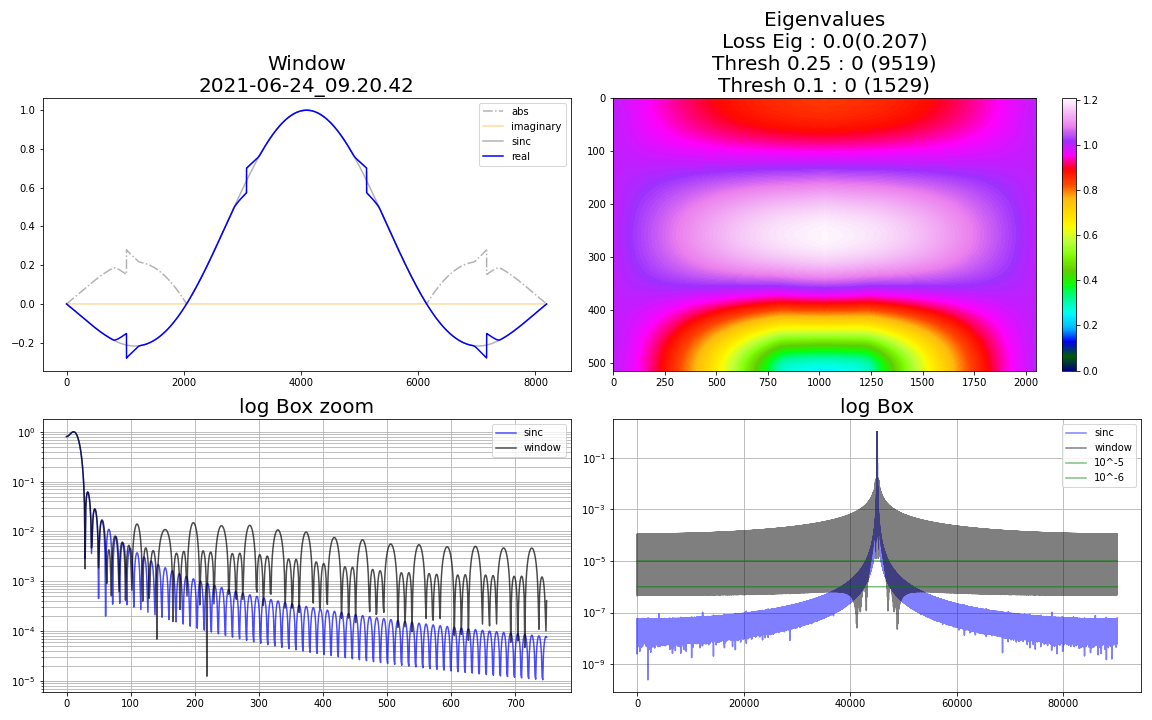 Window
2021-06-24_09.20.42
1.0
0.8
0.6
0.4
0.2
0.0
−0.2
0 2000 4000 6000 8000
abs
imaginary
sinc
real
Eigenvalues
Loss Eig : 0.0(0.207)
Thresh 0.25 : 0 (9519)
Thresh 0.1 : 0 (1529)
0
100
200
300
400
500
0 250 500 750 1000 1250 1500 1750 2000
1.2
1.0
0.8
0.6
0.4
0.2
0.0
log Box zoom
10⁰
10⁻¹
10⁻²
10⁻³
10⁻⁴
10⁻⁵
0 100 200 300 400 500 600 700
sinc
window
log Box
10⁻¹
10⁻³
10⁻⁵
10⁻⁷
10⁻⁹
0 20000 40000 60000 80000
sinc
window
10^-5
10^-6